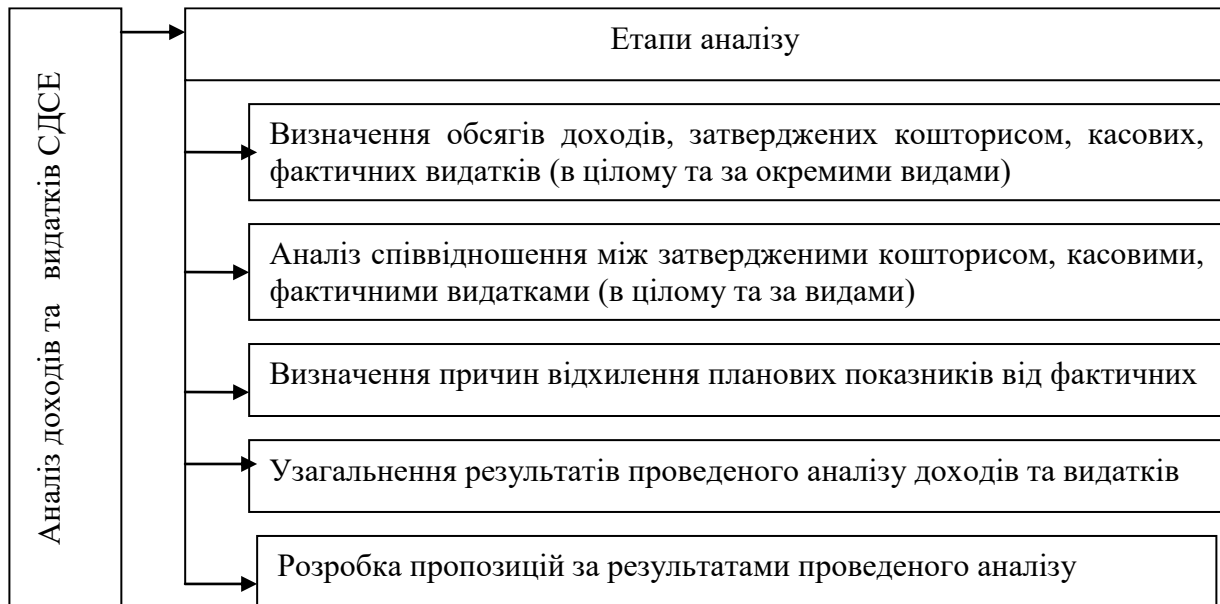 Аналіз доходів та видатків СДСЕ
Етапи аналізу
Визначення обсягів доходів, затверджених кошторисом, касових,
фактичних видатків (в цілому та за окремими видами)
Аналіз співвідношення між затвердженими кошторисом, касовими,
фактичними видатками (в цілому та за видами)
Визначення причин відхилення планових показників від фактичних
Узагальнення результатів проведеного аналізу доходів та видатків
Розробка пропозицій за результатами проведеного аналізу